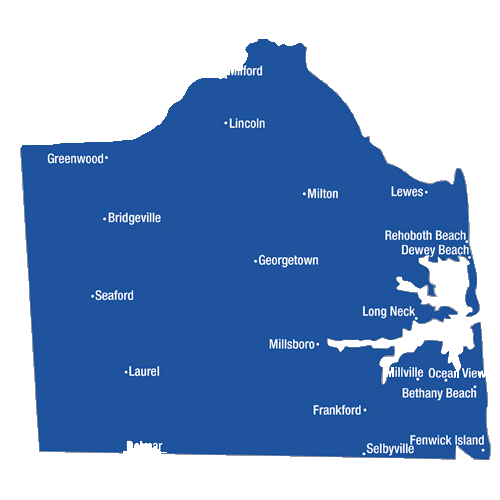 Milford
Lincoln
Greenwood
Milton
Lewes
Bridgeville
Rehoboth Beach
Dewey Beach
Georgetown
Seaford
Long Neck
Millsboro
Laurel
Millville
Ocean View
Bethany Beach
Frankford
Delmar
Selbyville
Fenwick Island